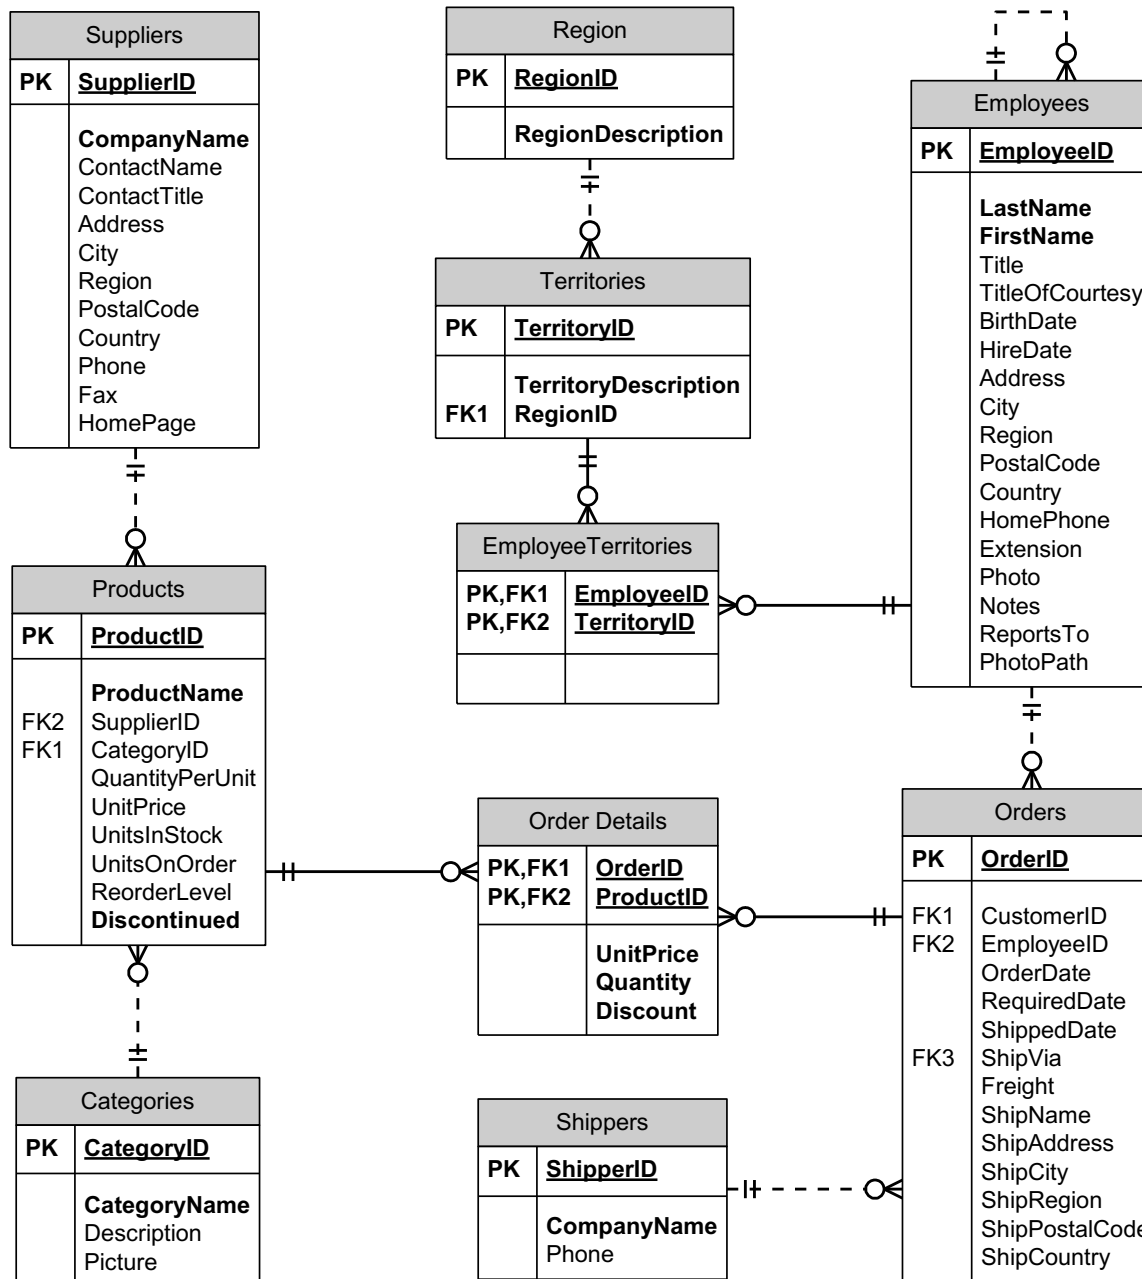 Suppliers
PK SupplierID
CompanyName
ContactName
ContactTitle
Address
City
Region
PostalCode
Country
Phone
Fax
HomePage
Region
PK RegionID
RegionDescription
Employees
PK EmployeeID
LastName
FirstName
Title
TitleOfCourtesy
BirthDate
HireDate
Address
City
Region
PostalCode
Country
HomePhone
Extension
Photo
Notes
ReportsTo
PhotoPath
Territories
PK TerritoryID
TerritoryDescription
FK1 RegionID
EmployeeTerritories
PK,FK1 EmployeeID
PK,FK2 TerritoryID
Products
PK ProductID
ProductName
FK2 SupplierID
FK1 CategoryID
QuantityPerUnit
UnitPrice
UnitsInStock
UnitsOnOrder
ReorderLevel
Discontinued
Order Details
PK,FK1 OrderID
PK,FK2 ProductID
UnitPrice
Quantity
Discount
Orders
PK OrderID
FK1 CustomerID
FK2 EmployeeID
OrderDate
RequiredDate
ShippedDate
FK3 ShipVia
Freight
ShipName
ShipAddress
ShipCity
ShipRegion
ShipPostalCode
ShipCountry
Categories
PK CategoryID
CategoryName
Description
Picture
Shippers
PK ShipperID
CompanyName
Phone